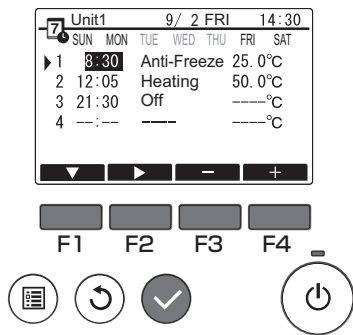 7 Unit1 9/ 2 FRI 14:30
SUN MON TUE WED THU FRI SAT
1 8:30 Anti-Freeze 25.0°C
2 12:05 Heating 50.0°C
3 21:30 Off ----°C
4 --:-- ---- ----°C
F1 F2 F3 F4